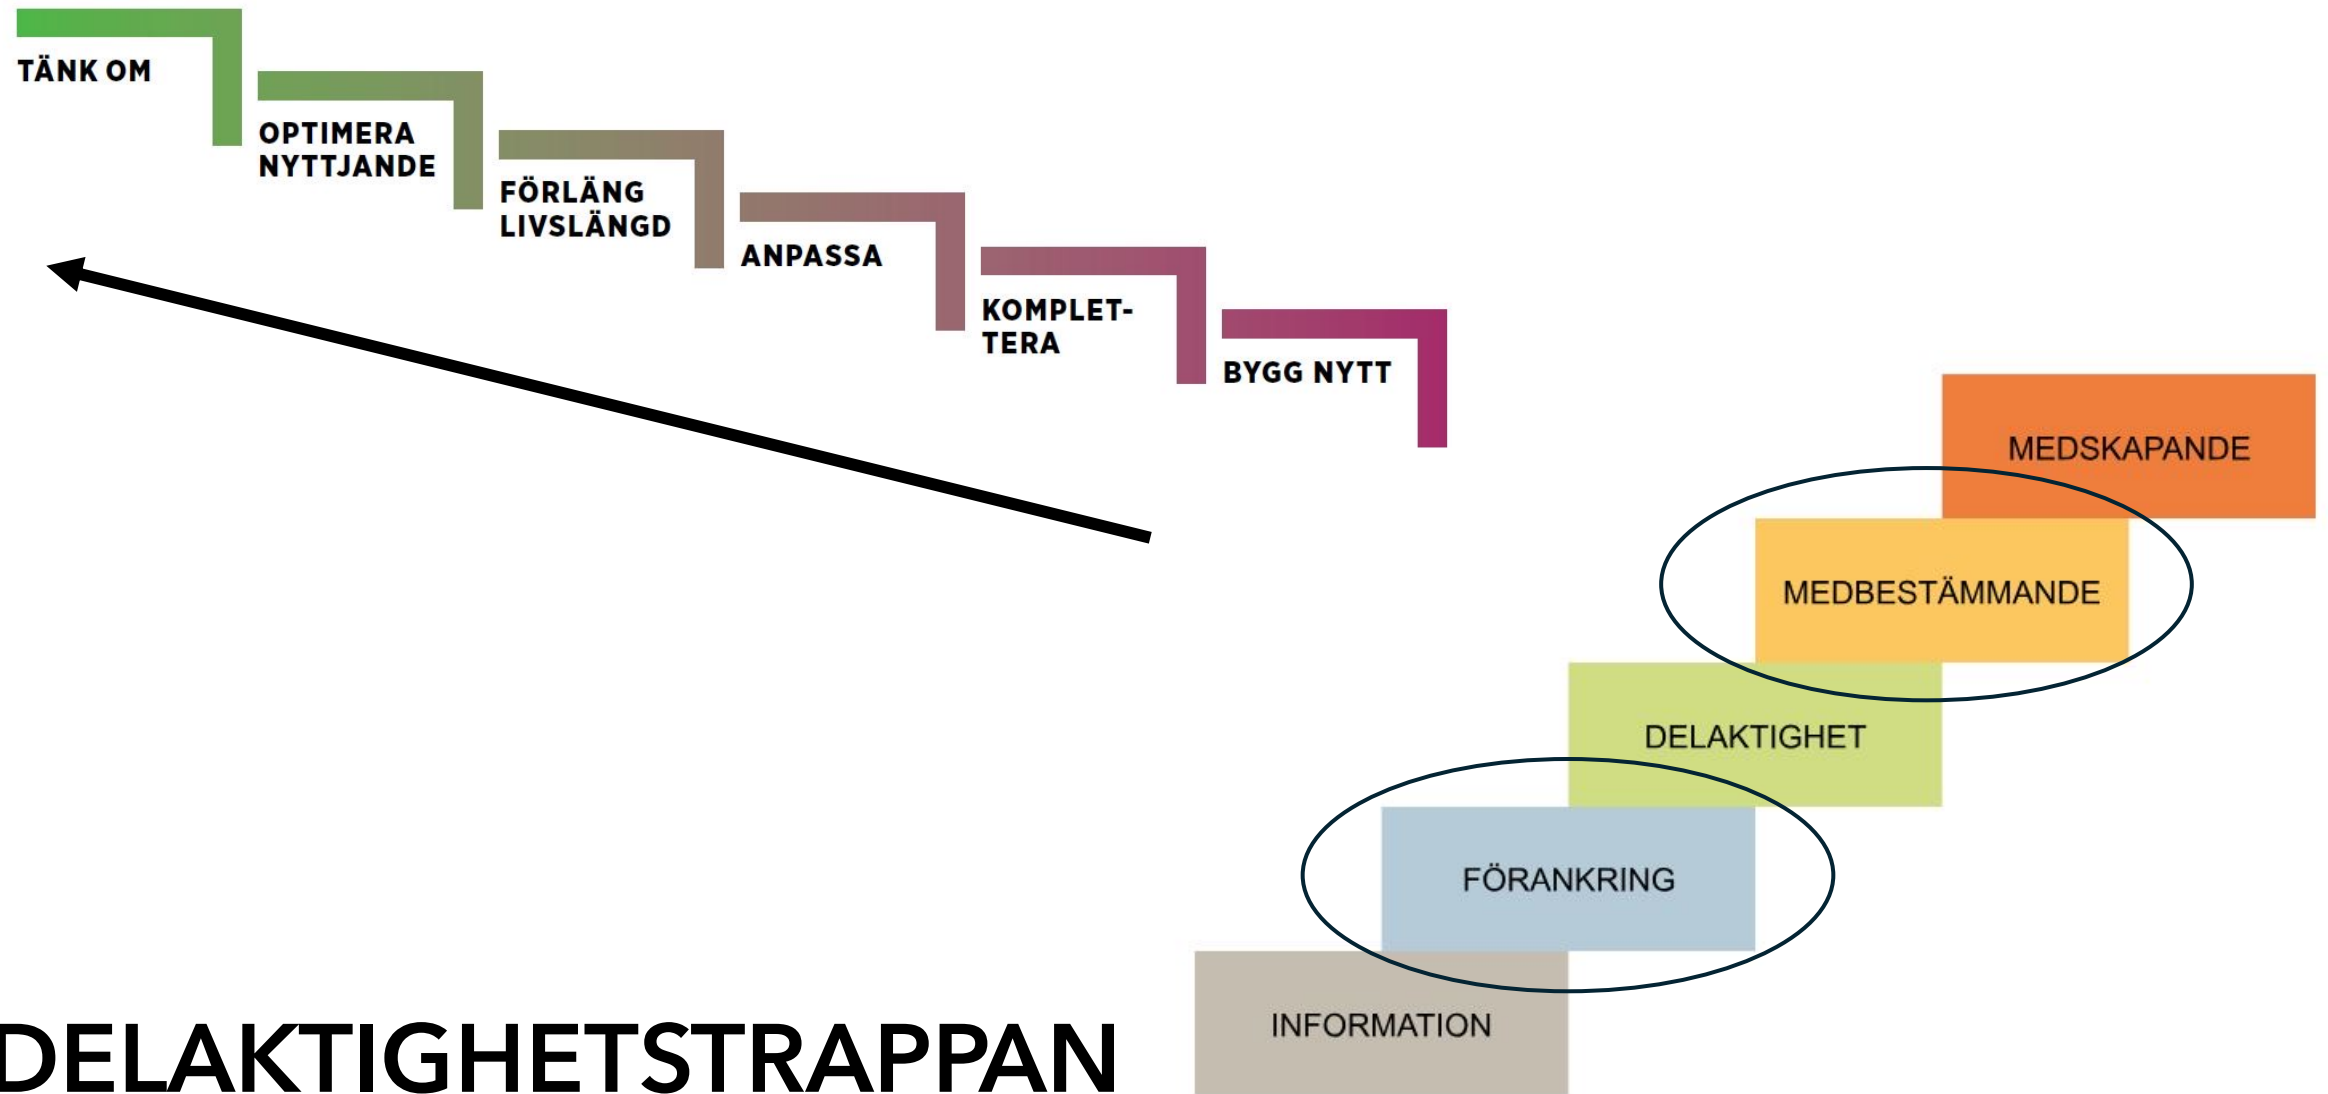 TÄNK OM
OPTIMERA
NYTTJANDE
FÖRLÄNG
LIVSLÄNGD
ANPASSA
KOMPLET-
TERA
BYGG NYTT
MEDSKAPANDE
MEDBESTÄMMANDE
DELAKTIGHET
FÖRANKRING
INFORMATION
DELAKTIGHETSTRAPPAN